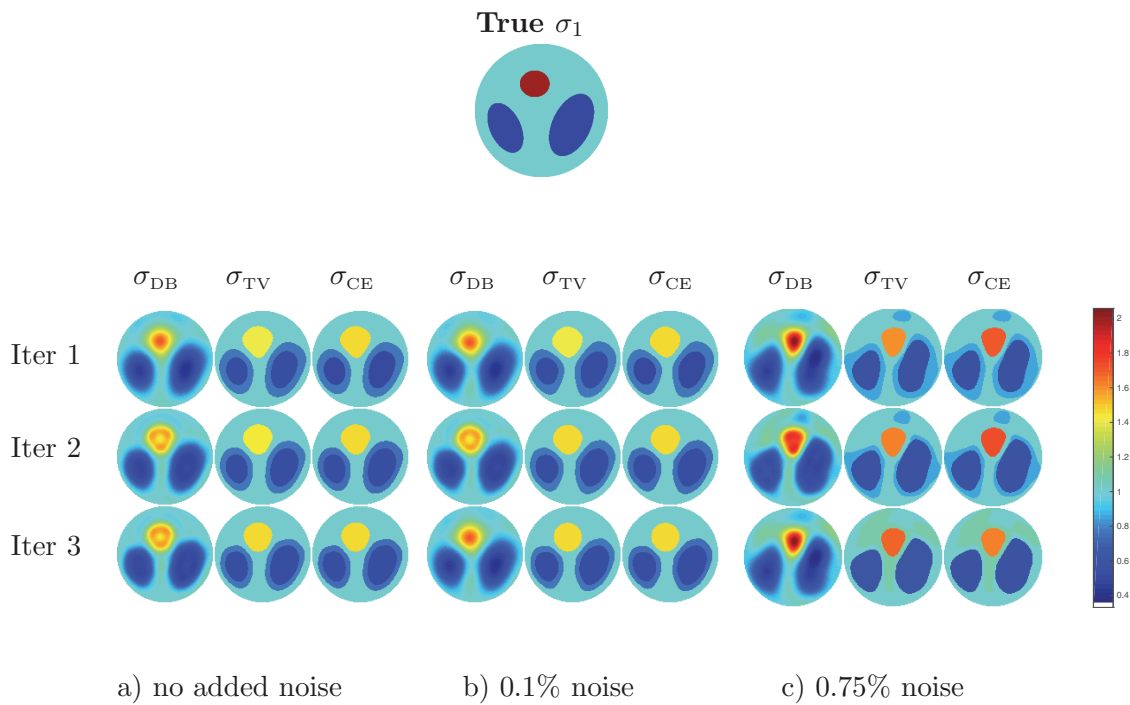 True σ₁
σDB σTV σCE σDB σTV σCE σDB σTV σCE
Iter 1
Iter 2
Iter 3
2
1.8
1.6
1.4
1.2
1
0.8
0.6
0.4
a) no added noise b) 0.1% noise c) 0.75% noise